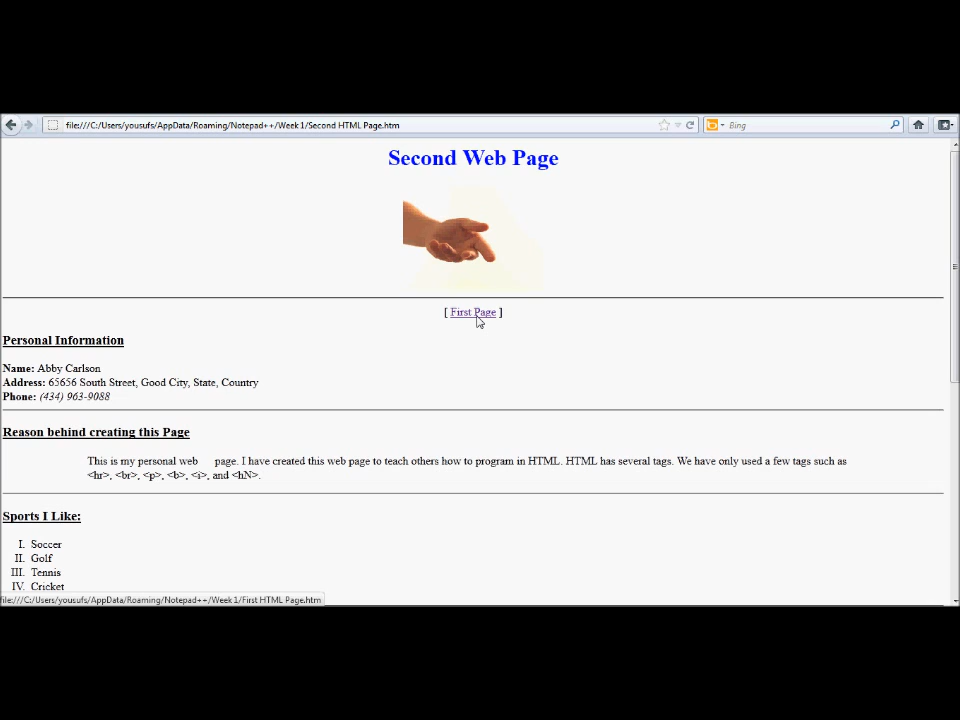 file:///C:/Users/yousufs/AppData/Roaming/Notepad++/Week1/Second HTML Page.htm
Bing
Second Web Page
[ First Page ]
Personal Information
Name: Abby Carlson
Address: 65656 South Street, Good City, State, Country
Phone: (434) 963-9088
Reason behind creating this Page
This is my personal web page. I have created this web page to teach others how to program in HTML. HTML has several tags. We have only used a few tags such as
<hr>, <br>, <p>, <b>, <i>, and <hN>.
Sports I Like:
I. Soccer
II. Golf
III. Tennis
IV. Cricket
file:///C:/Users/yousufs/AppData/Roaming/Notepad++/Week1/First HTML Page.htm